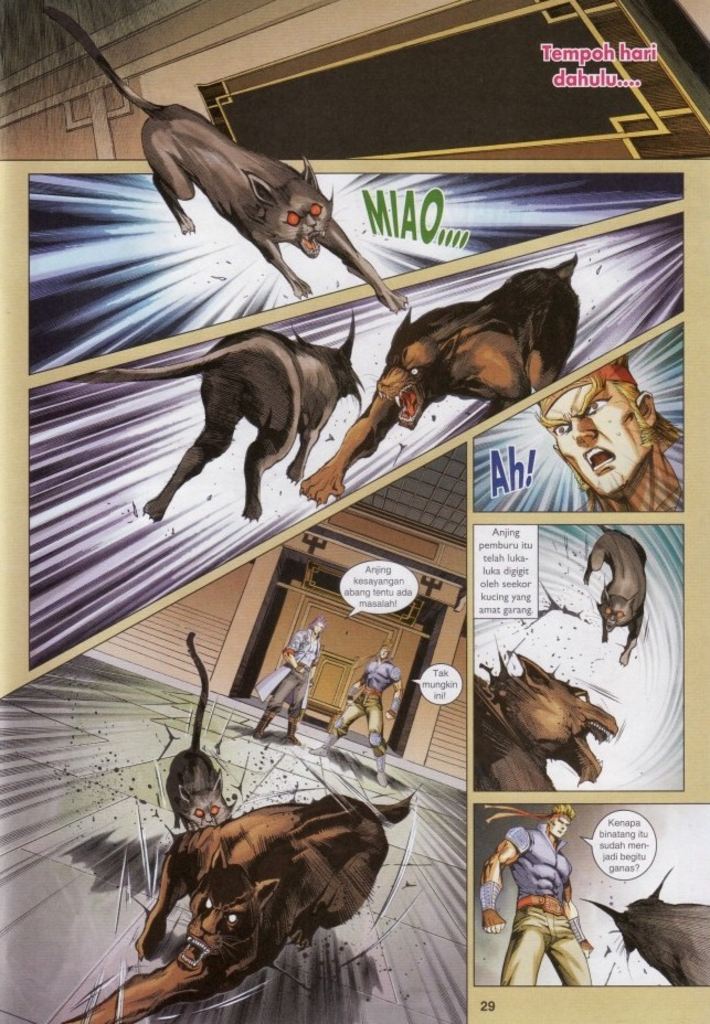 Tempoh hari
dahulu....
MIAO....
Ah!
Anjing
kesayangan
abang tentu ada
masalah!
Tak
mungkin
ini!
Anjing
pemburu itu
telah luka-
luka digigit
oleh seekor
kucing yang
amat garang.
Kenapa
binatang itu
sudah men-
jadi begitu
ganas?
29